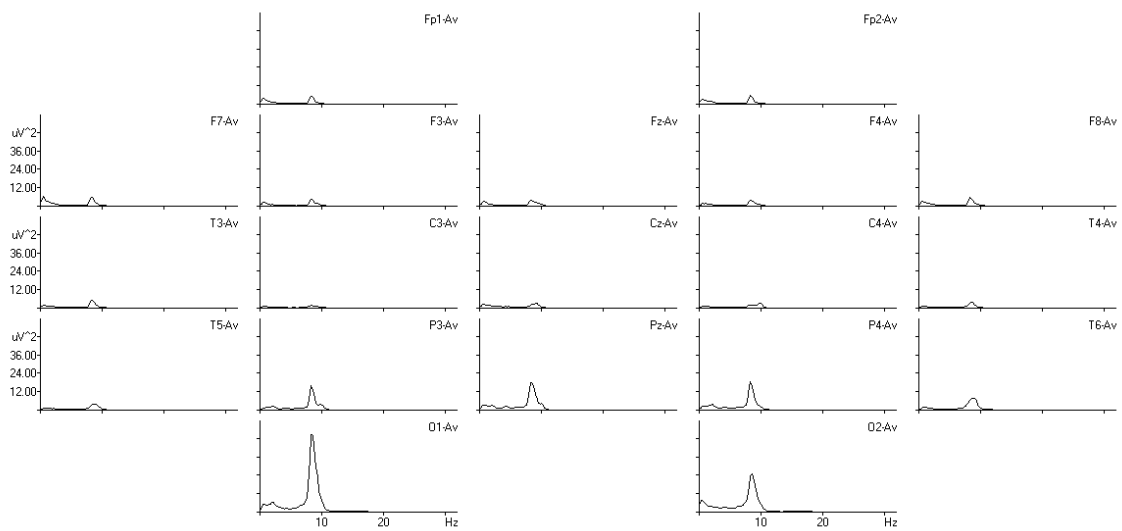 Fp1-Av Fp2-Av
F7-Av F3-Av Fz-Av F4-Av F8-Av
uV^2
36.00
24.00
12.00
T3-Av C3-Av Cz-Av C4-Av T4-Av
uV^2
36.00
24.00
12.00
T5-Av P3-Av Pz-Av P4-Av T6-Av
uV^2
36.00
24.00
12.00
O1-Av O2-Av
10 20 Hz 10 20 Hz